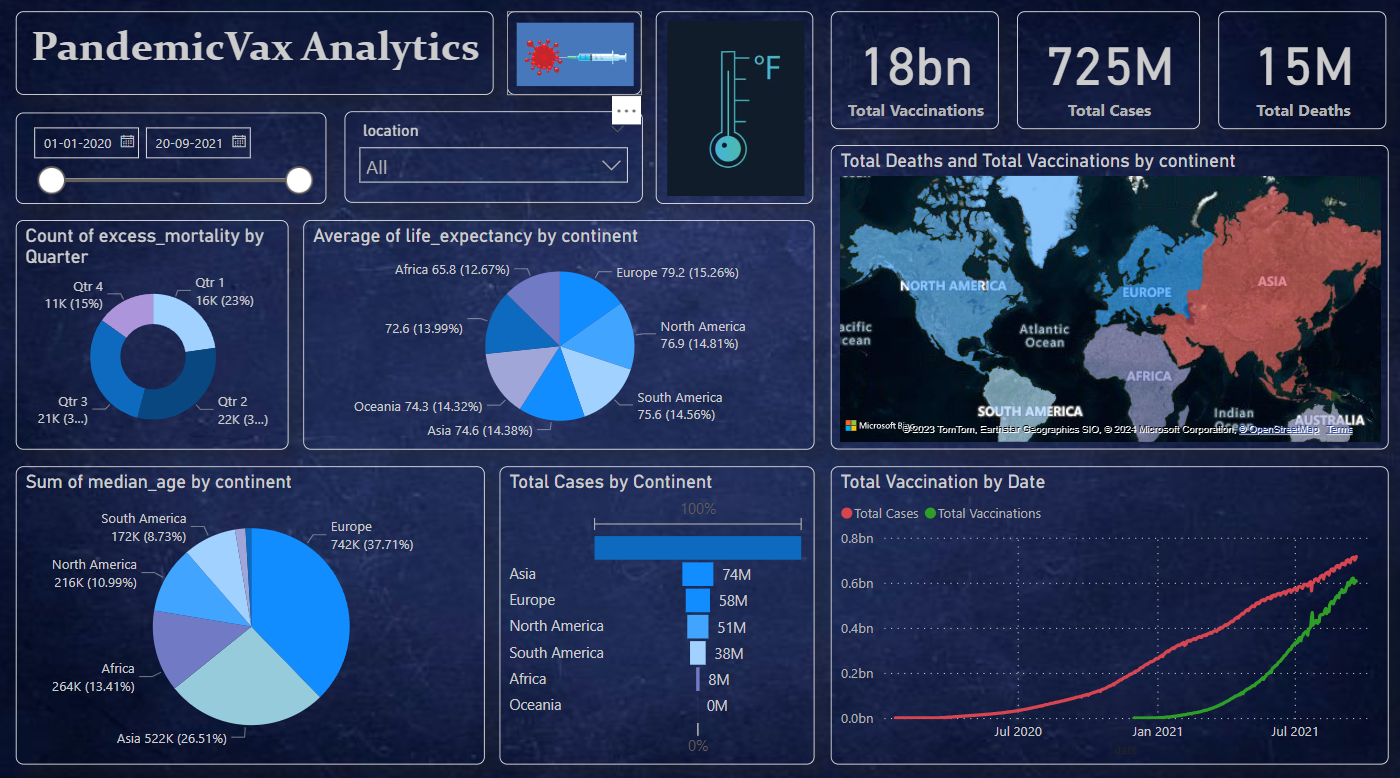 PandemicVax Analytics
°F
18bn
Total Vaccinations
725M
Total Cases
15M
Total Deaths
01-01-2020
20-09-2021
location
All
Total Deaths and Total Vaccinations by continent
NORTH AMERICA
EUROPE
ASIA
Atlantic
Ocean
AFRICA
SOUTH AMERICA
Indian
AUSTRALIA
Microsoft
©2023 TomTom, Earthstar Geographics SIO, © 2024 Microsoft Corporation, © OpenStreetMap Terms
Count of excess_mortality by
Quarter
Qtr 4
11K (15%)
Qtr 1
16K (23%)
Qtr 3
21K (3...)
Qtr 2
22K (3...)
Average of life_expectancy by continent
Africa 65.8 (12.67%)
Europe 79.2 (15.26%)
72.6 (13.99%)
North America
76.9 (14.81%)
Oceania 74.3 (14.32%)
South America
75.6 (14.56%)
Asia 74.6 (14.38%)
Sum of median_age by continent
South America
172K (8.73%)
Europe
742K (37.71%)
North America
216K (10.99%)
Africa
264K (13.41%)
Asia 522K (26.51%)
Total Cases by Continent
100%
Asia 74M
Europe 58M
North America 51M
South America 38M
Africa 8M
Oceania 0M
0%
Total Vaccination by Date
Total Cases Total Vaccinations
0.8bn
0.6bn
0.4bn
0.2bn
0.0bn
Jul 2020 Jan 2021 Jul 2021